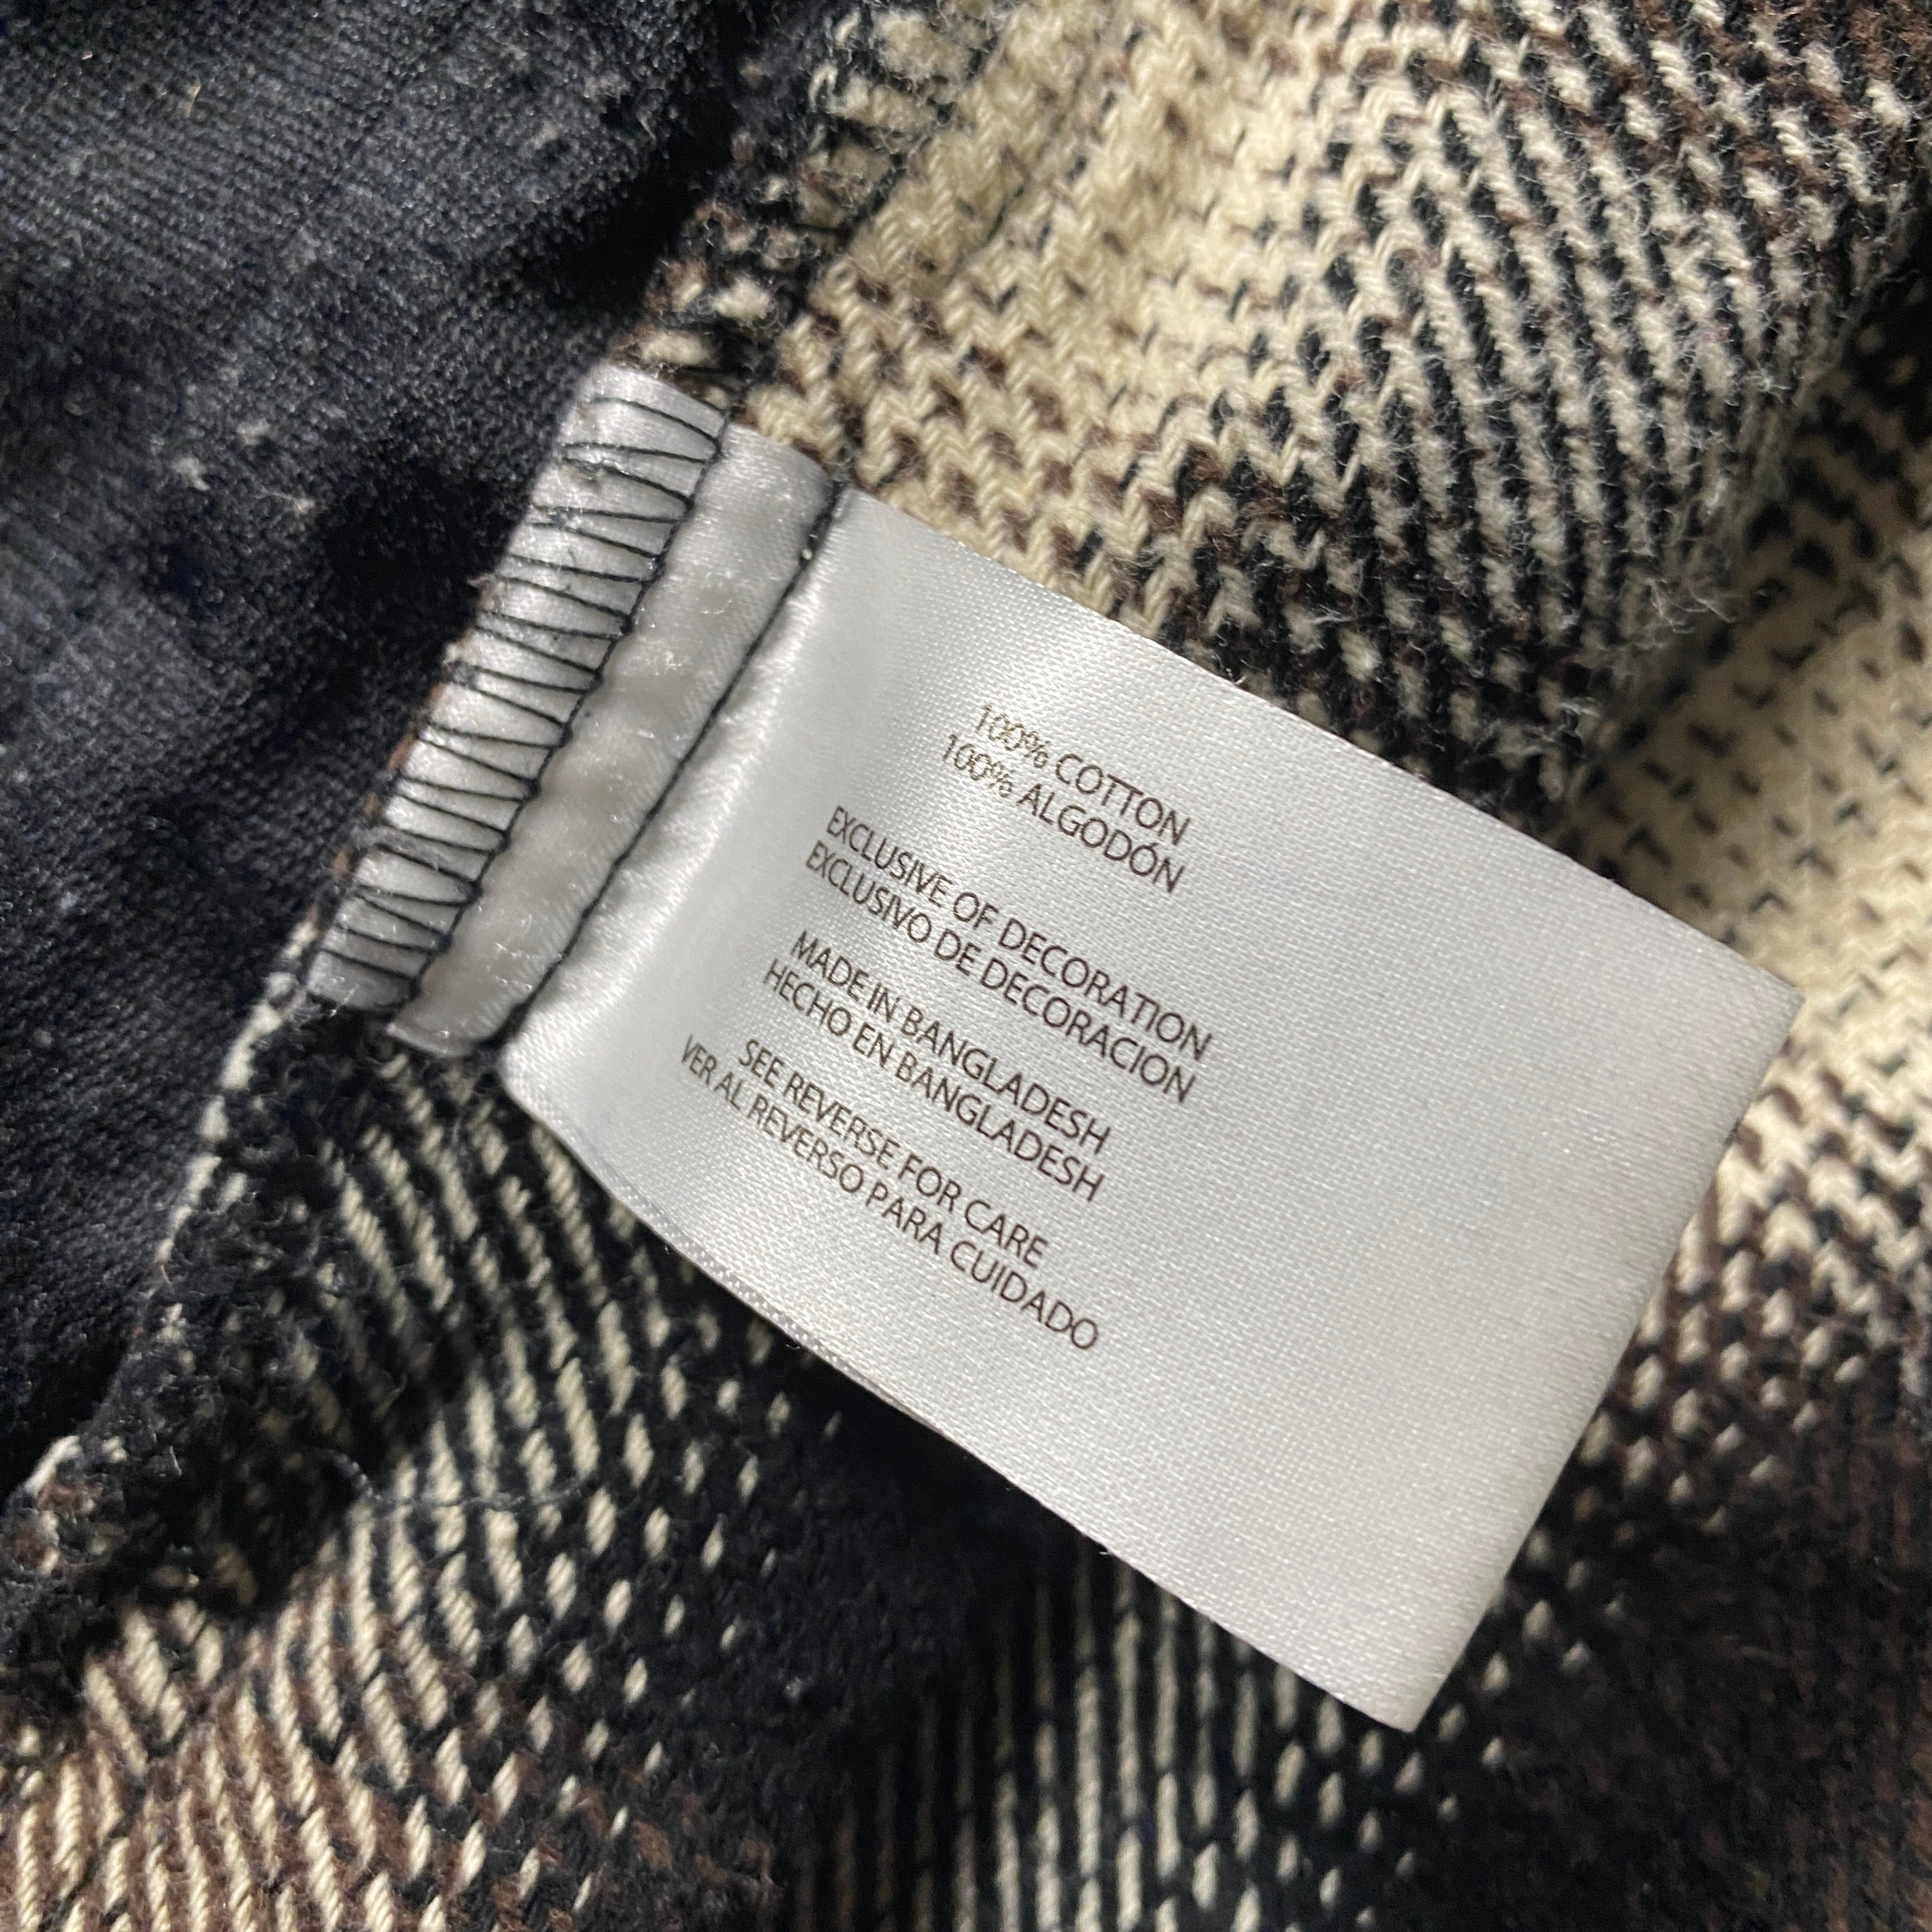 100% COTTON
100% ALGODÓN
EXCLUSIVE OF DECORATION
EXCLUSIVO DE DECORACION
MADE IN BANGLADESH
HECHO EN BANGLADESH
SEE REVERSE FOR CARE
VER AL REVERSO PARA CUIDADO